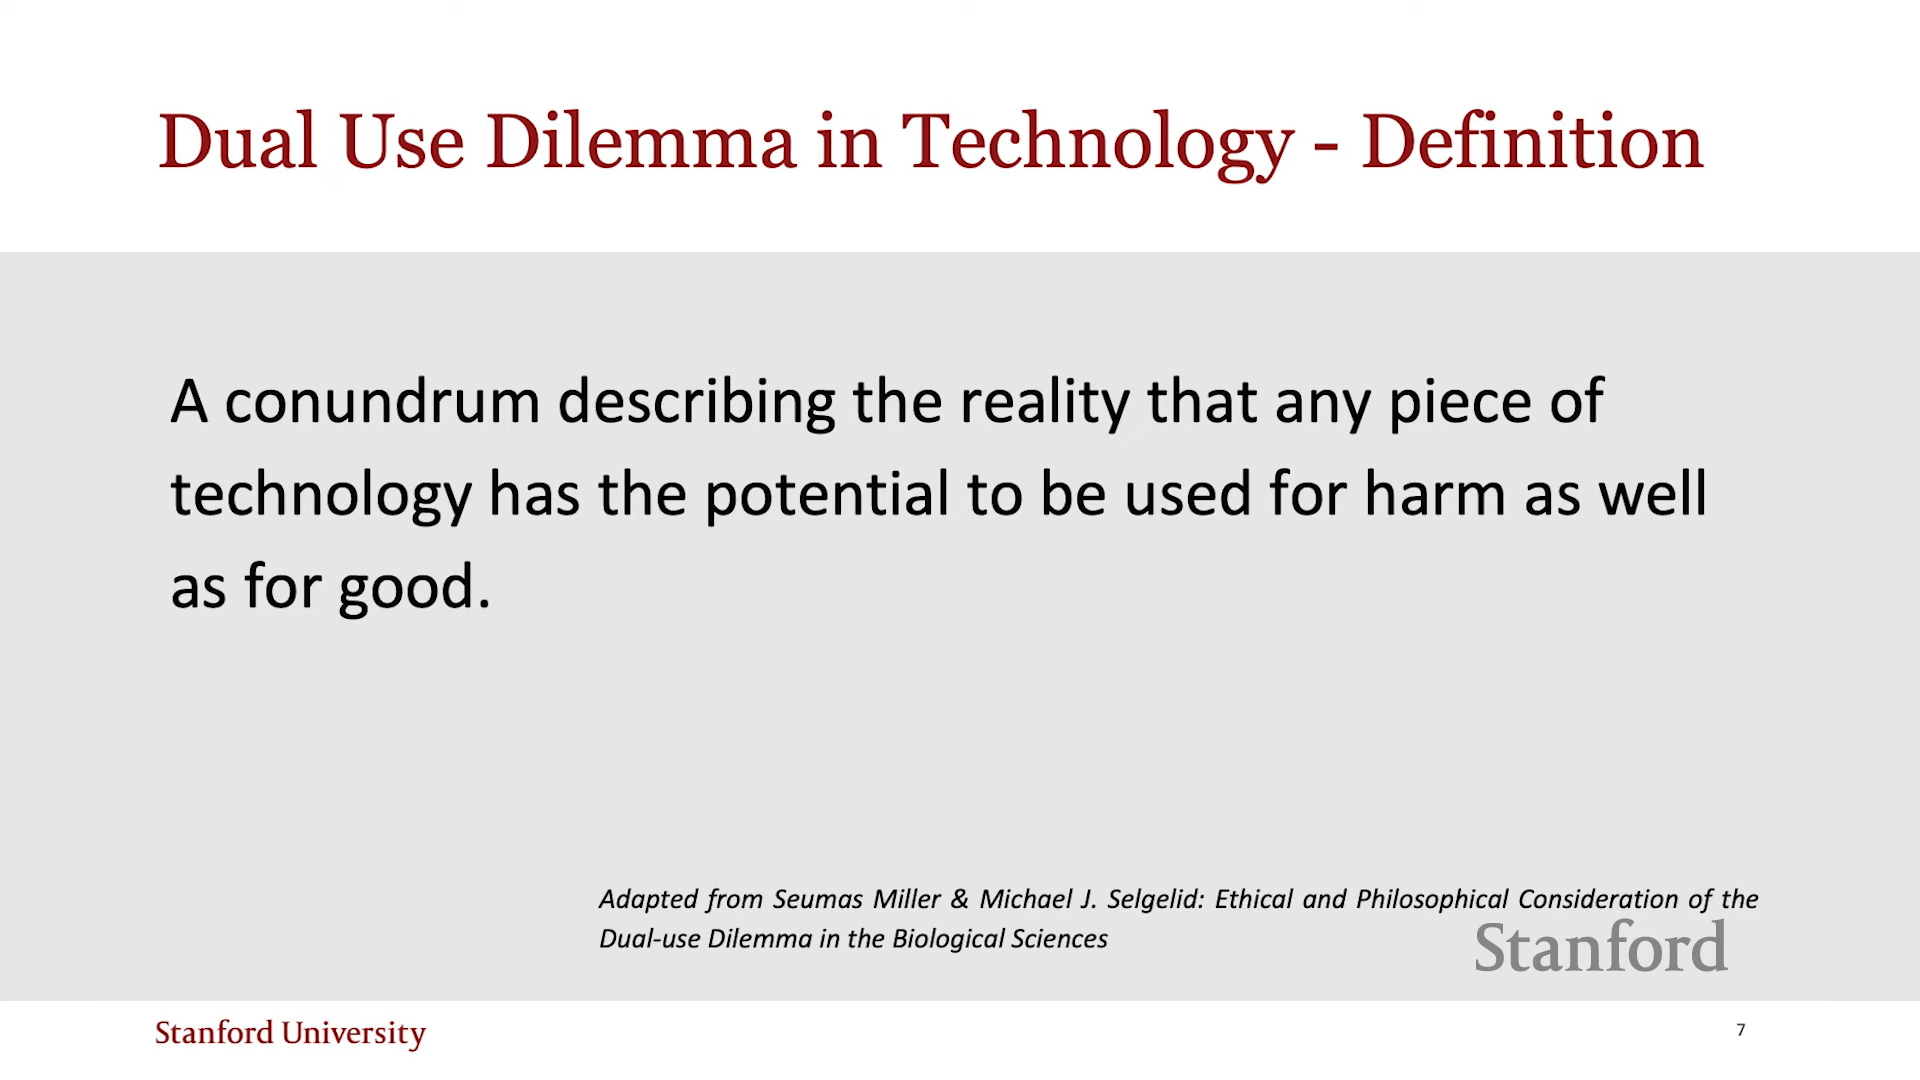 Dual Use Dilemma in Technology - Definition
A conundrum describing the reality that any piece of
technology has the potential to be used for harm as well
as for good.
Adapted from Seumas Miller & Michael J. Selgelid: Ethical and Philosophical Consideration of the
Dual-use Dilemma in the Biological Sciences
Stanford
Stanford University
7